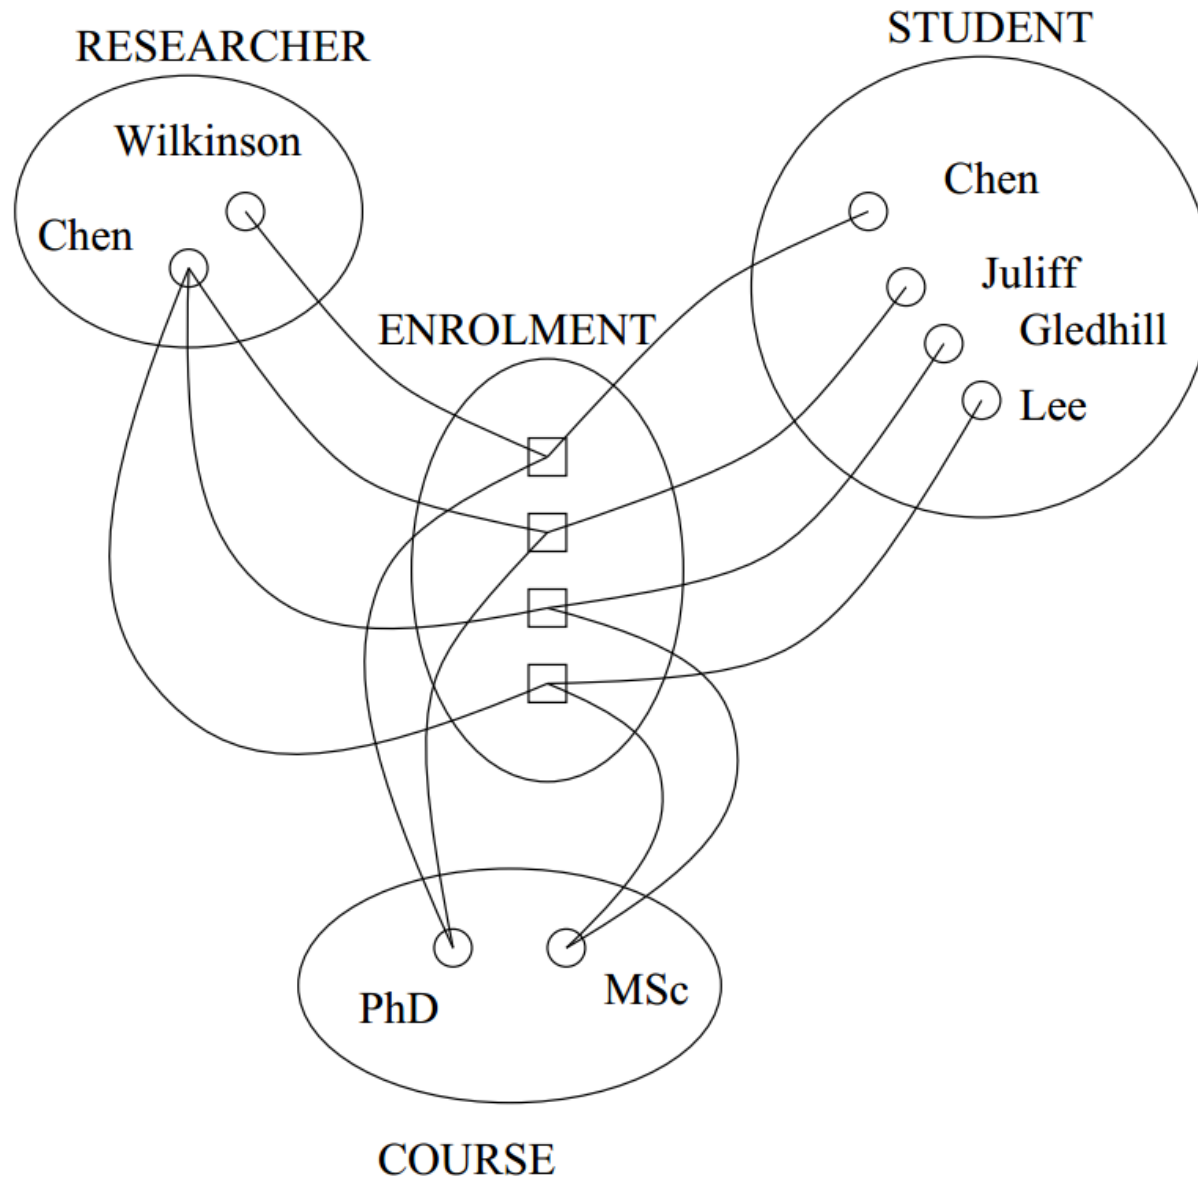 RESEARCHER
Wilkinson
Chen
STUDENT
Chen
Juliff
Gledhill
Lee
ENROLMENT
PhD
MSc
COURSE